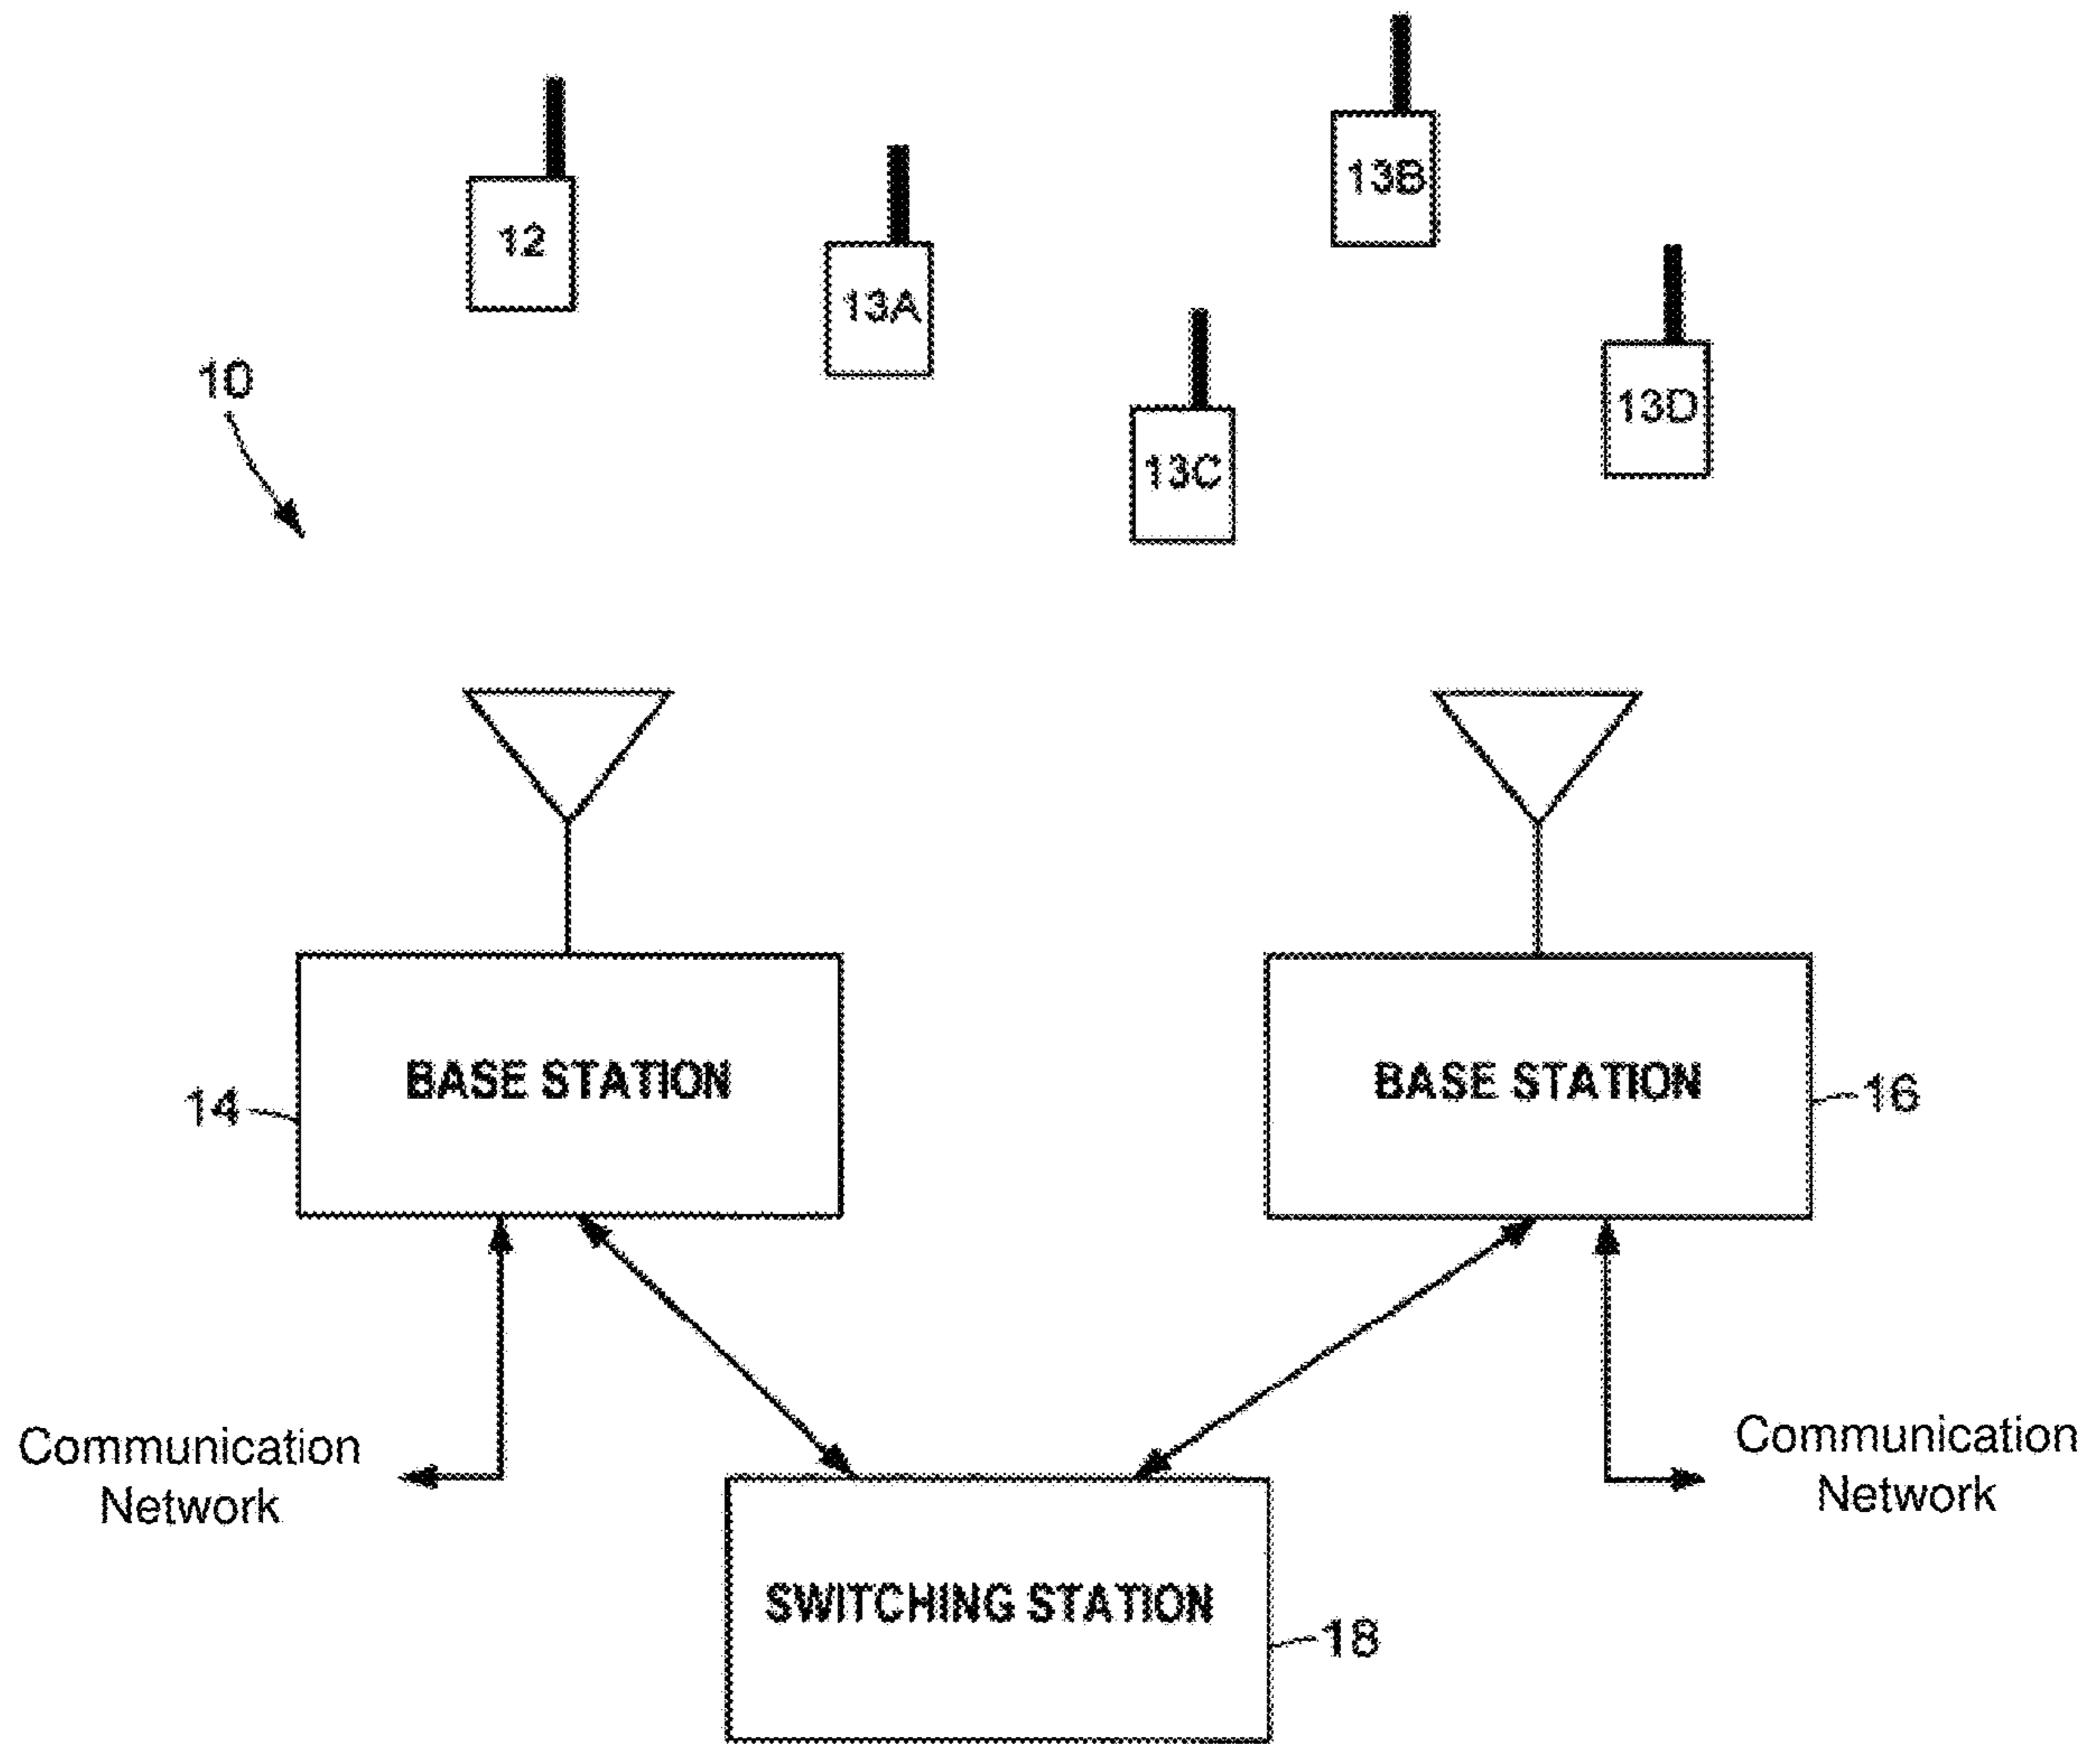 13B
12
13A
10
13D
13C
BASE STATION
BASE STATION
14
16
Communication
Network
Communication
Network
SWITCHING STATION
18